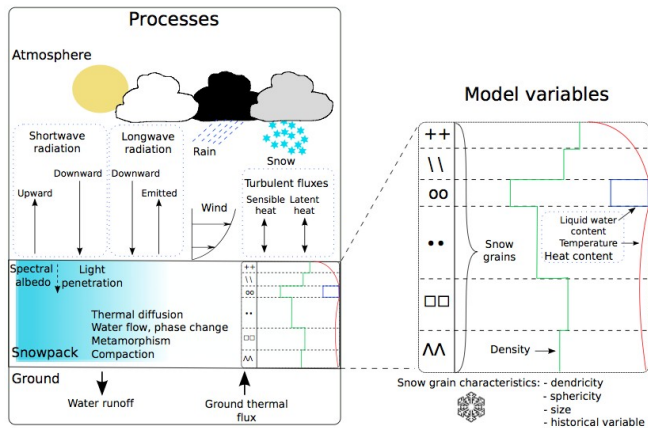 Processes
Atmosphere
Shortwave
radiation
Longwave
radiation
Rain
Snow
Downward
Upward
Downward
Emitted
Wind
Turbulent fluxes
Sensible
heat
Latent
heat
Spectral
albedo
Light
penetration
Thermal diffusion
Water flow, phase change
Metamorphism
Compaction
Snowpack
Ground
Water runoff
Ground thermal
flux
++
\ \
oo
••
□□
ΛΛ
Model variables
++
\ \
oo
••
□□
ΛΛ
Snow
grains
Liquid water
content
Temperature
Heat content
Density
Snow grain characteristics: - dendricity
- sphericity
- size
- historical variable